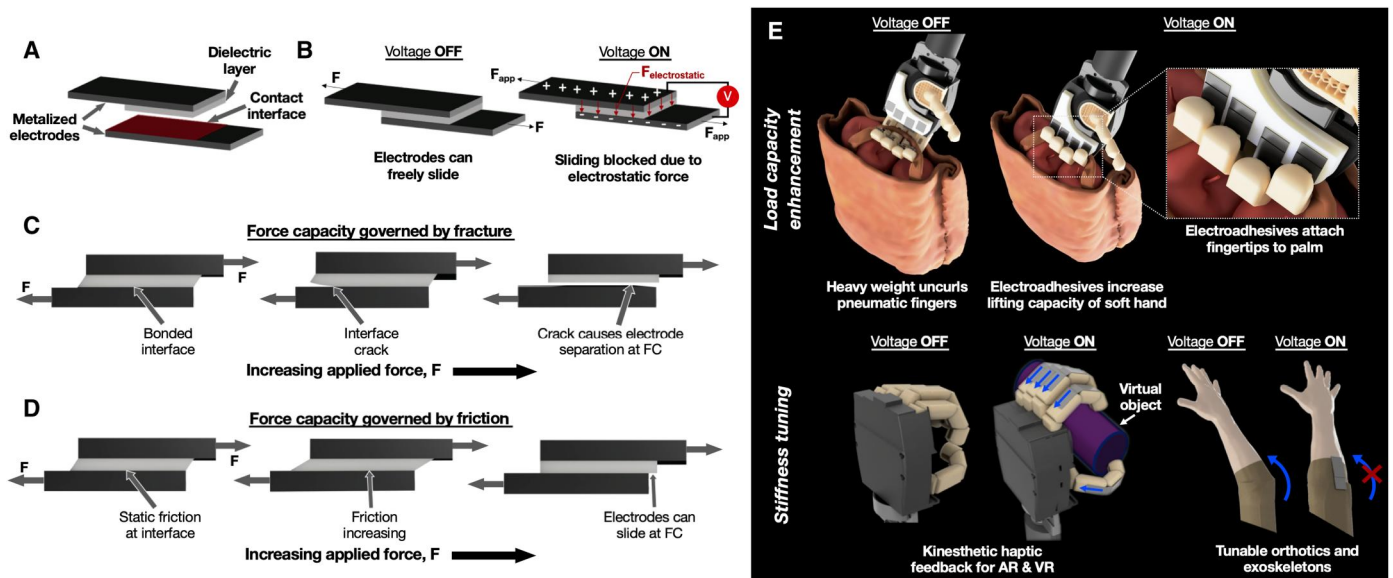 A
Dielectric
layer
Contact
interface
Metalized
electrodes
B
Voltage OFF
F
F
Electrodes can
freely slide
Voltage ON
Fapp
Felectrostatic
+ + + + + + + +
V
- - - - - - - -
Fapp
Sliding blocked due to
electrostatic force
C
Force capacity governed by fracture
F
F
Bonded
interface
Interface
crack
Crack causes electrode
separation at FC
Increasing applied force, F
D
Force capacity governed by friction
F
F
Static friction
at interface
Friction
increasing
Electrodes can
slide at FC
Increasing applied force, F
E
Load capacity
enhancement
Voltage OFF
Voltage ON
Heavy weight uncurls
pneumatic fingers
Electroadhesives increase
lifting capacity of soft hand
Electroadhesives attach
fingertips to palm
Stiffness tuning
Voltage OFF
Voltage ON
Virtual
object
Kinesthetic haptic
feedback for AR & VR
Voltage OFF
Voltage ON
Tunable orthotics and
exoskeletons